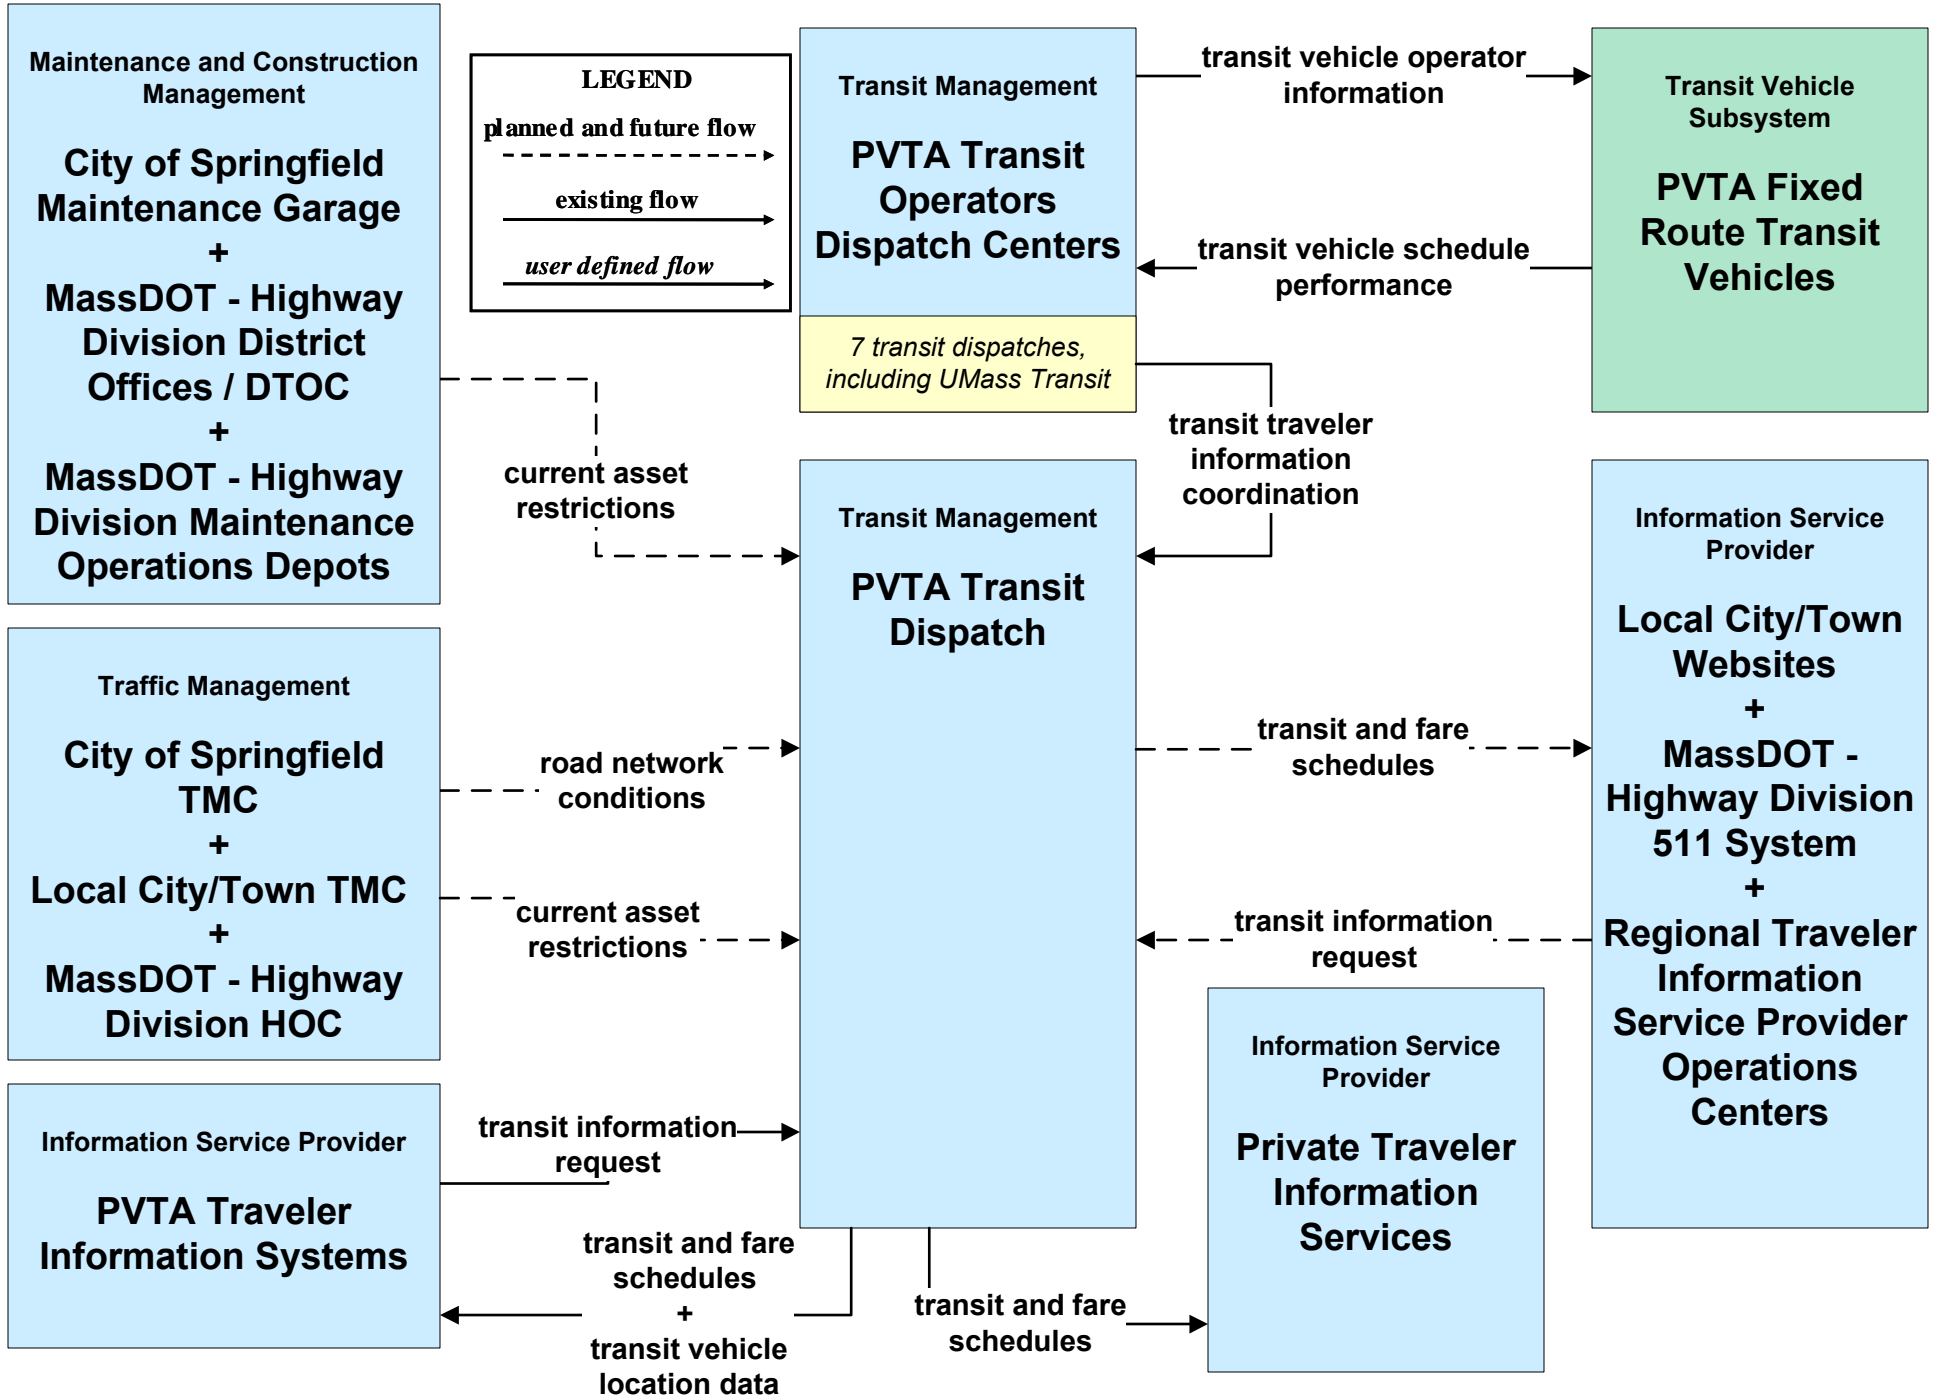 Maintenance and Construction
Management
City of Springfield
Maintenance Garage
+
MassDOT - Highway
Division District
Offices / DTOC
+
MassDOT - Highway
Division Maintenance
Operations Depots
LEGEND
planned and future flow
existing flow
user defined flow
Transit Management
PVTA Transit
Operators
Dispatch Centers
7 transit dispatches,
including UMass Transit
transit vehicle operator
information
transit vehicle schedule
performance
Transit Vehicle
Subsystem
PVTA Fixed
Route Transit
Vehicles
current asset
restrictions
transit traveler
information
coordination
Transit Management
PVTA Transit
Dispatch
Traffic Management
City of Springfield
TMC
+
Local City/Town TMC
+
MassDOT - Highway
Division HOC
road network
conditions
current asset
restrictions
transit and fare
schedules
transit information
request
Information Service
Provider
Local City/Town
Websites
+
MassDOT -
Highway Division
511 System
+
Regional Traveler
Information
Service Provider
Operations
Centers
Information Service Provider
PVTA Traveler
Information Systems
transit information
request
transit and fare
schedules
+
transit vehicle
location data
transit and fare
schedules
Information Service
Provider
Private Traveler
Information
Services